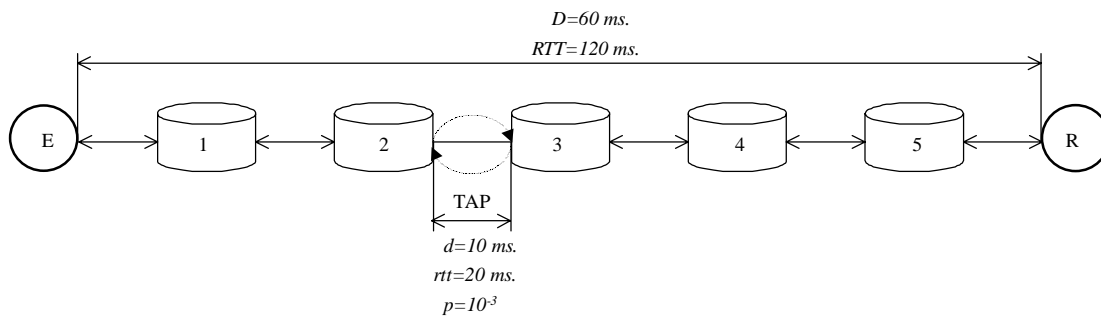 D=60 ms.
RTT=120 ms.
E 1 2 3 4 5 R
TAP
d=10 ms.
rtt=20 ms.
p=10⁻³